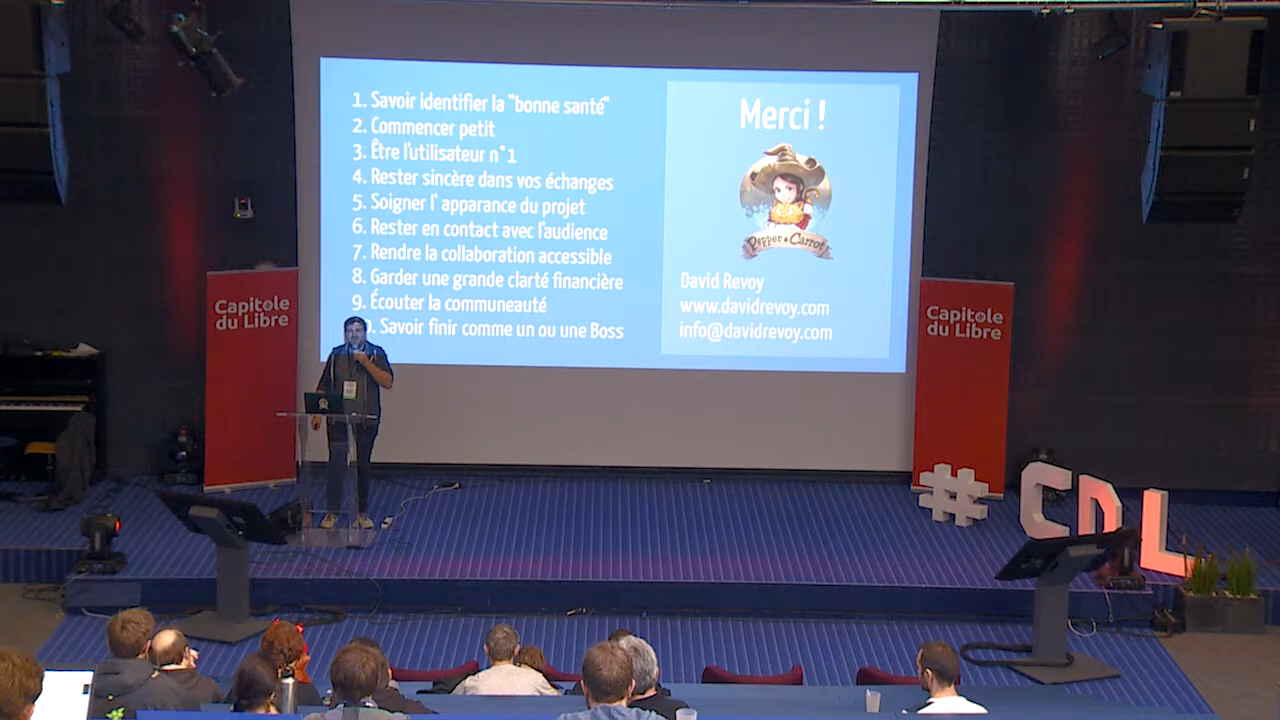 1. Savoir identifier la "bonne santé"
2. Commencer petit
3. Être l'utilisateur n°1
4. Rester sincère dans vos échanges
5. Soigner l' apparance du projet
6. Rester en contact avec l'audience
7. Rendre la collaboration accessible
8. Garder une grande clarté financière
9. Écouter la communeauté
0. Savoir finir comme un ou une Boss
Merci !
Pepper & Carrot
David Revoy
www.davidrevoy.com
info@davidrevoy.com
Capitole
du Libre
Capitole
du Libre
#CDL